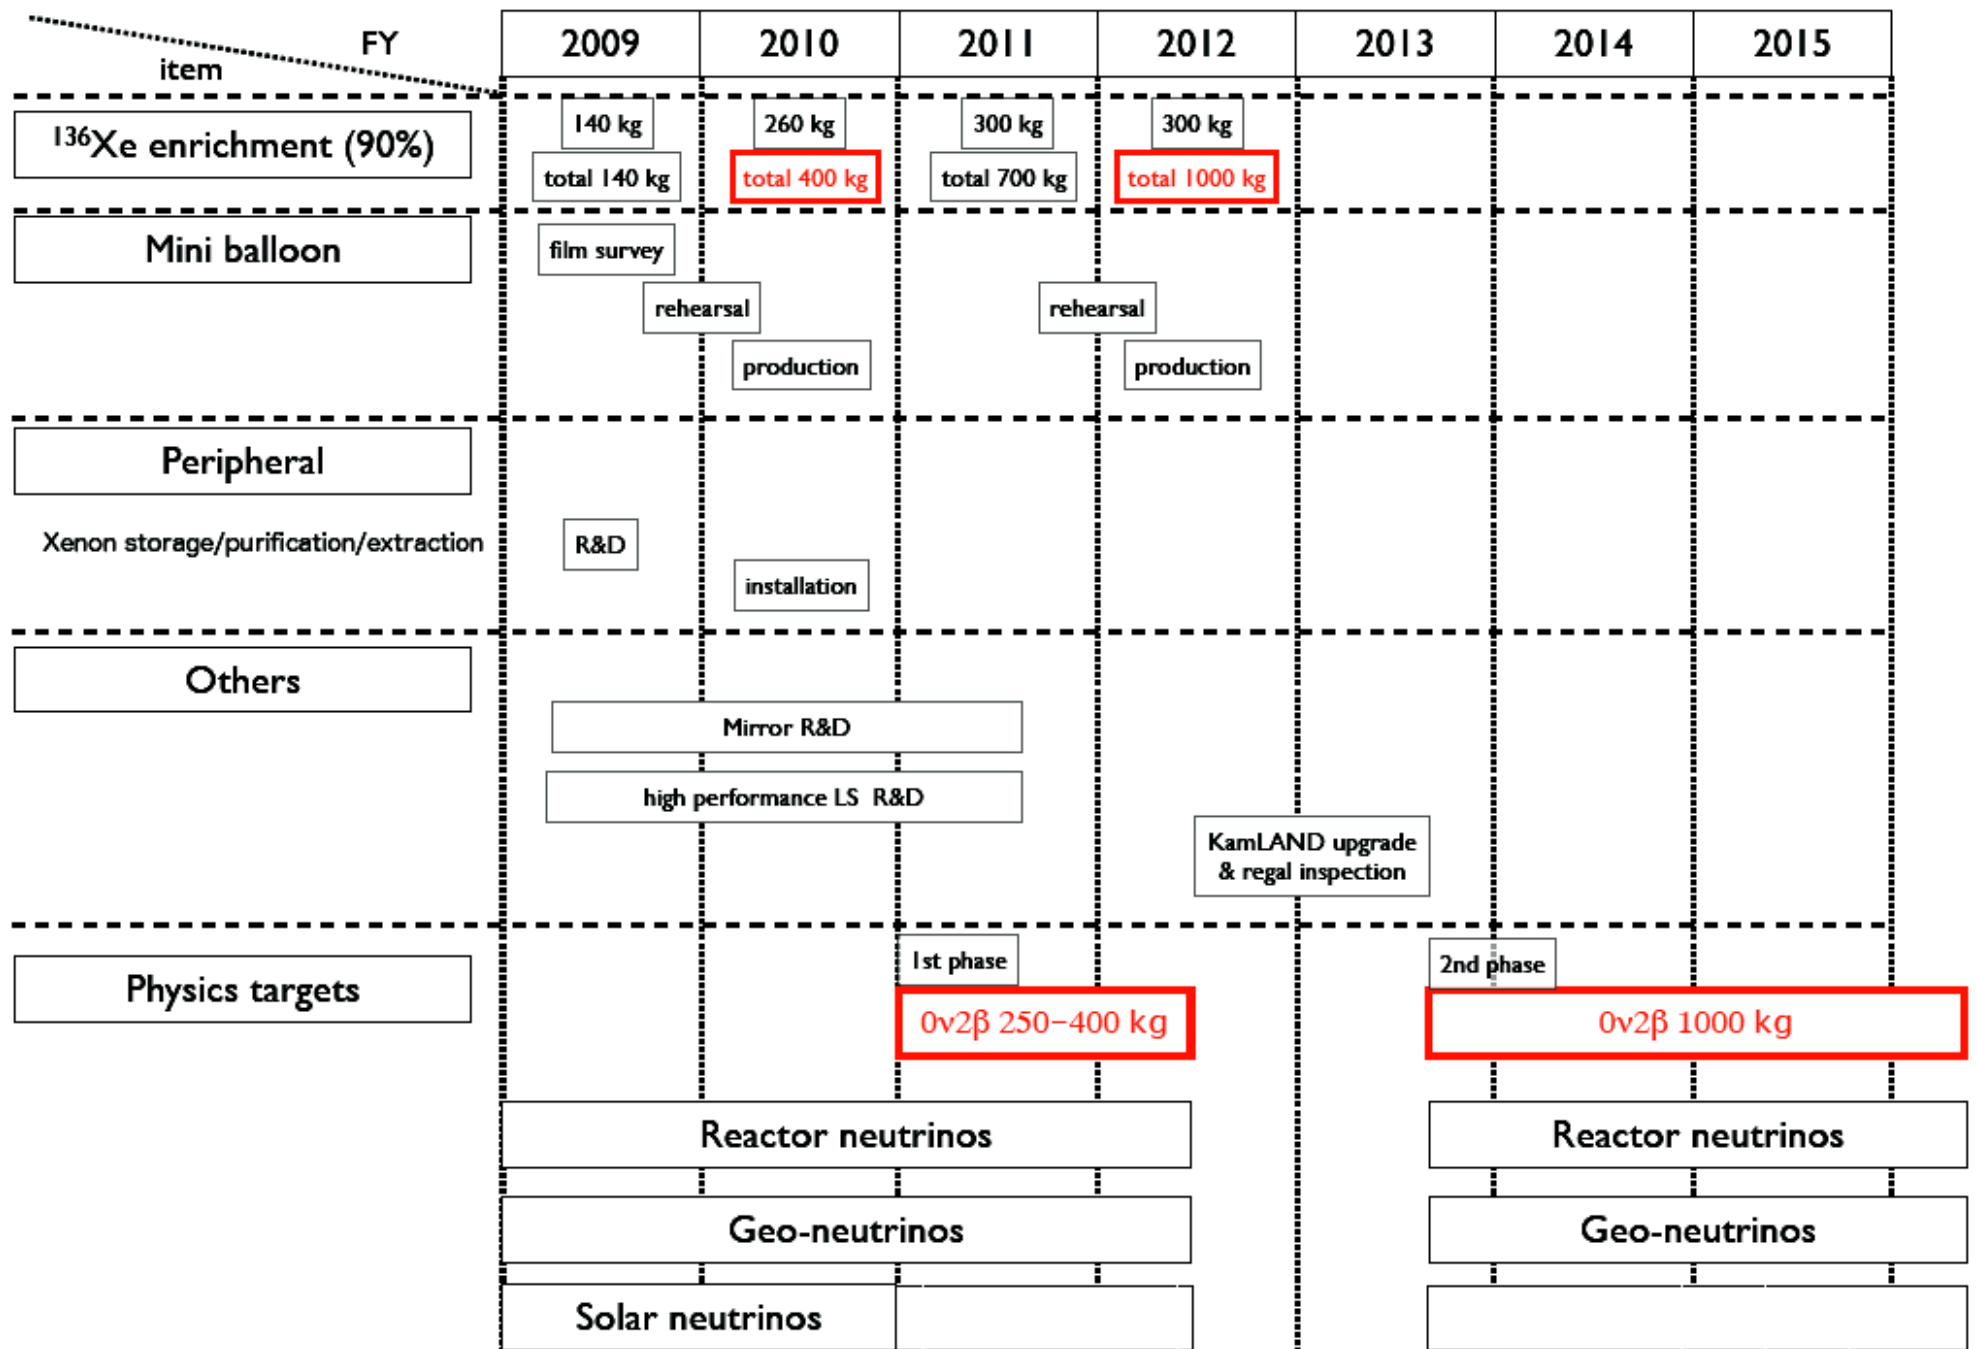 FY 2009 2010 2011 2012 2013 2014 2015
item
¹³⁶Xe enrichment (90%)
140 kg 260 kg 300 kg 300 kg
total 140 kg total 400 kg total 700 kg total 1000 kg
Mini balloon
film survey
rehearsal rehearsal
production production
Peripheral
Xenon storage/purification/extraction R&D
installation
Others
Mirror R&D
high performance LS R&D
KamLAND upgrade
& regal inspection
Physics targets
1st phase 2nd phase
0ν2β 250−400 kg 0ν2β 1000 kg
Reactor neutrinos Reactor neutrinos
Geo-neutrinos Geo-neutrinos
Solar neutrinos